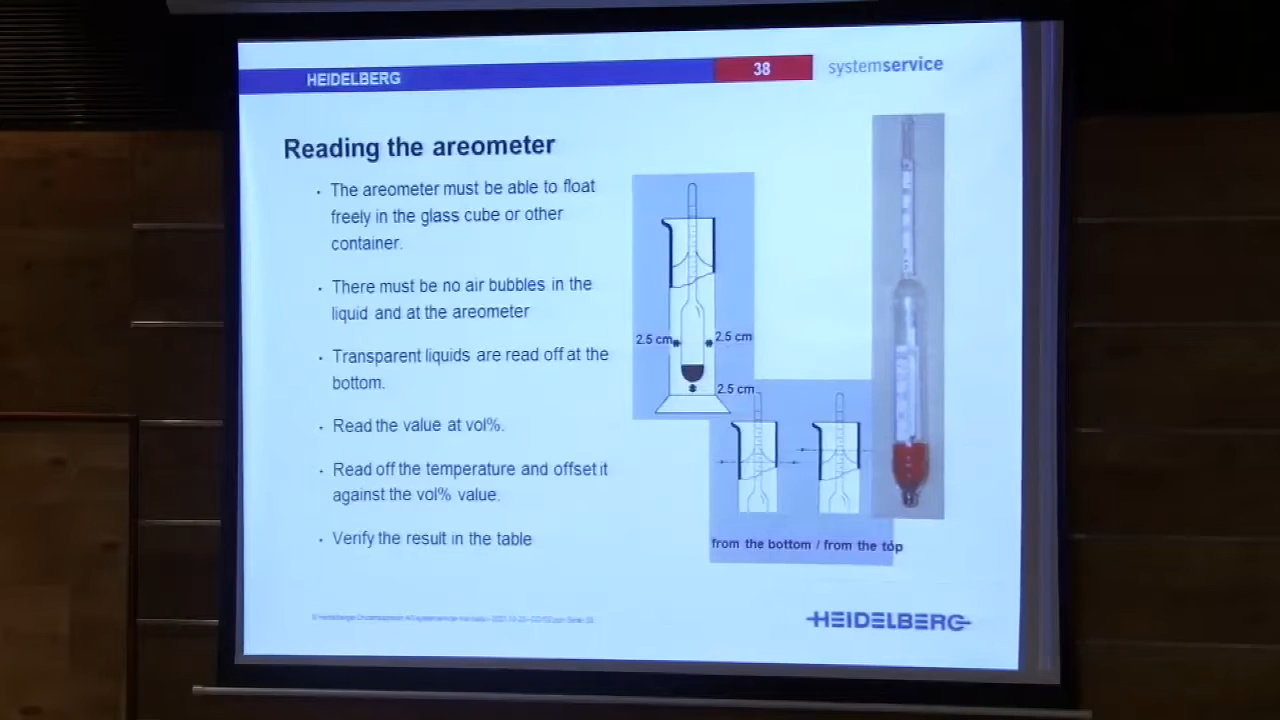 HEIDELBERG
38
systemservice
Reading the areometer
· The areometer must be able to float
freely in the glass cube or other
container.
· There must be no air bubbles in the
liquid and at the areometer
· Transparent liquids are read off at the
bottom.
· Read the value at vol%.
· Read off the temperature and offset it
against the vol% value.
· Verify the result in the table
2.5 cm
2.5 cm
2.5 cm
from the bottom / from the top
HEIDELBERG